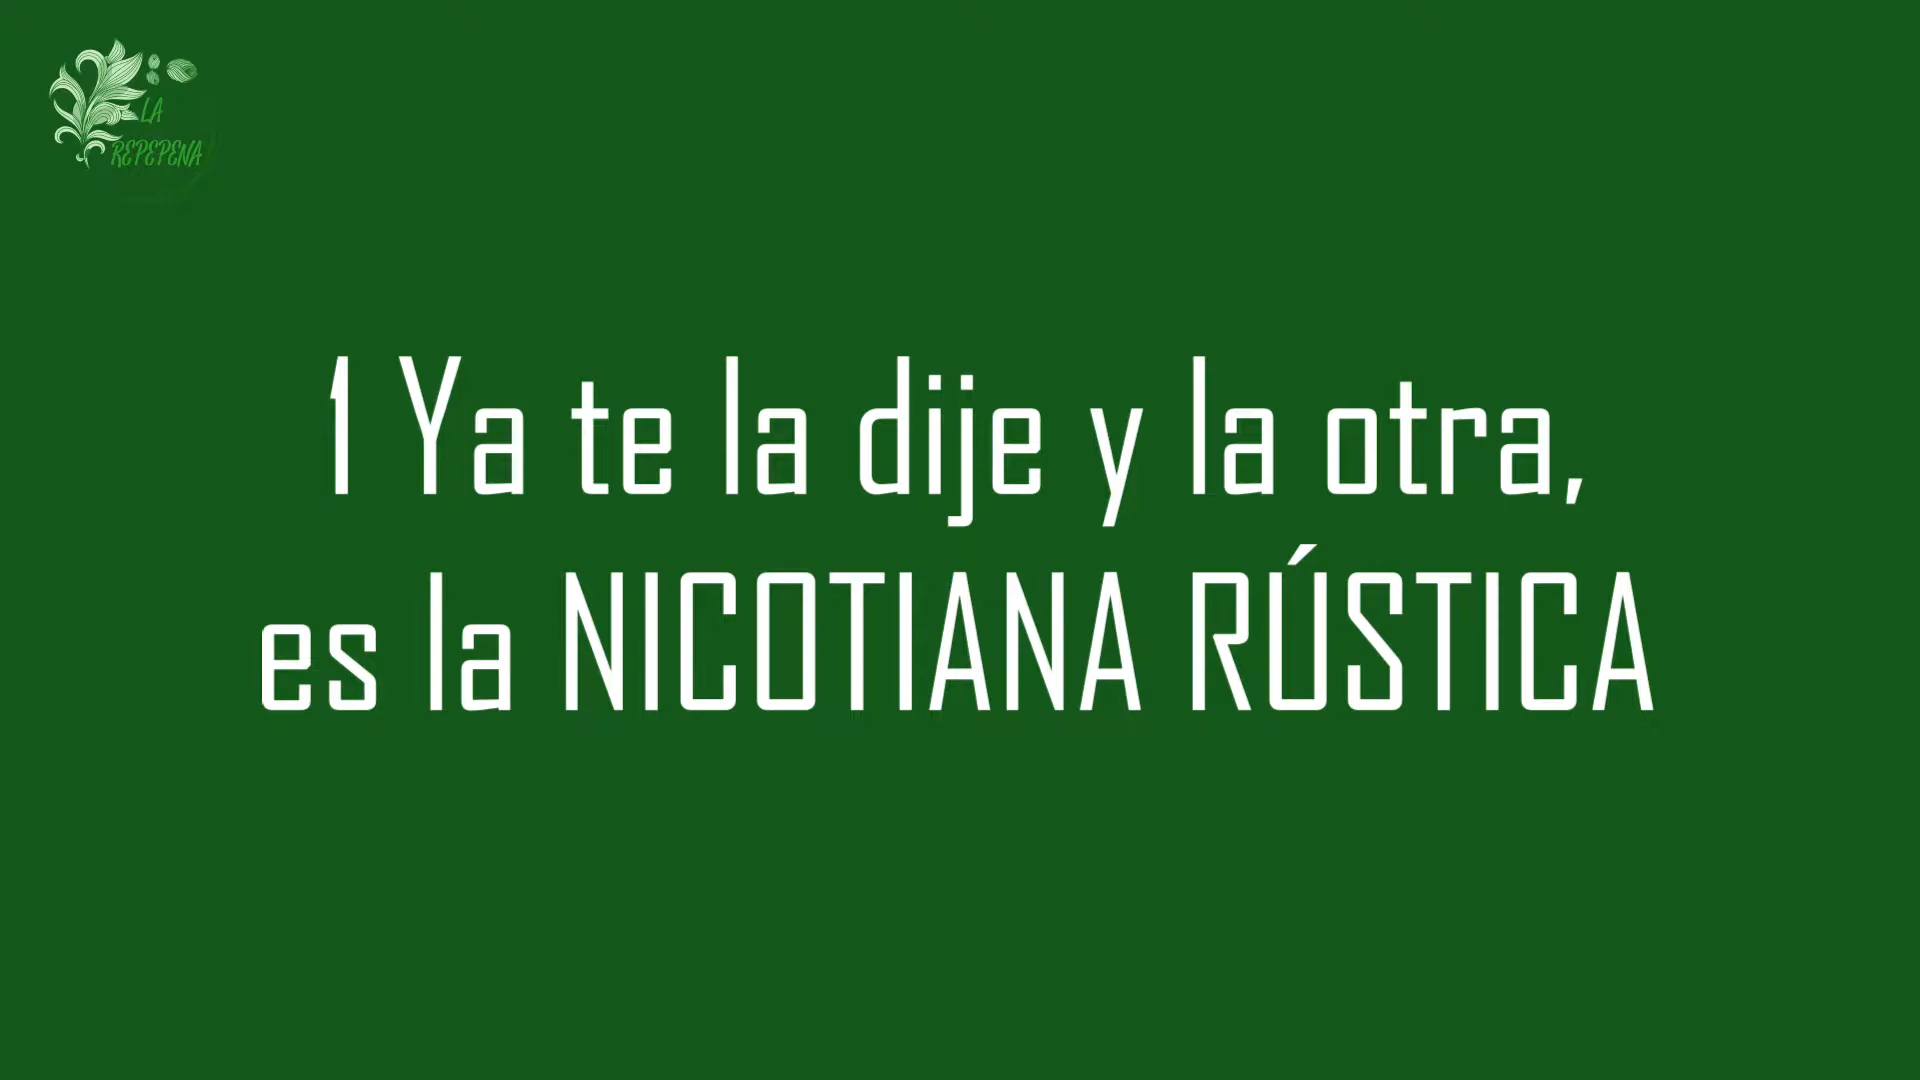 LA
REPEPENA
1 Ya te la dije y la otra,
es la NICOTIANA RÚSTICA